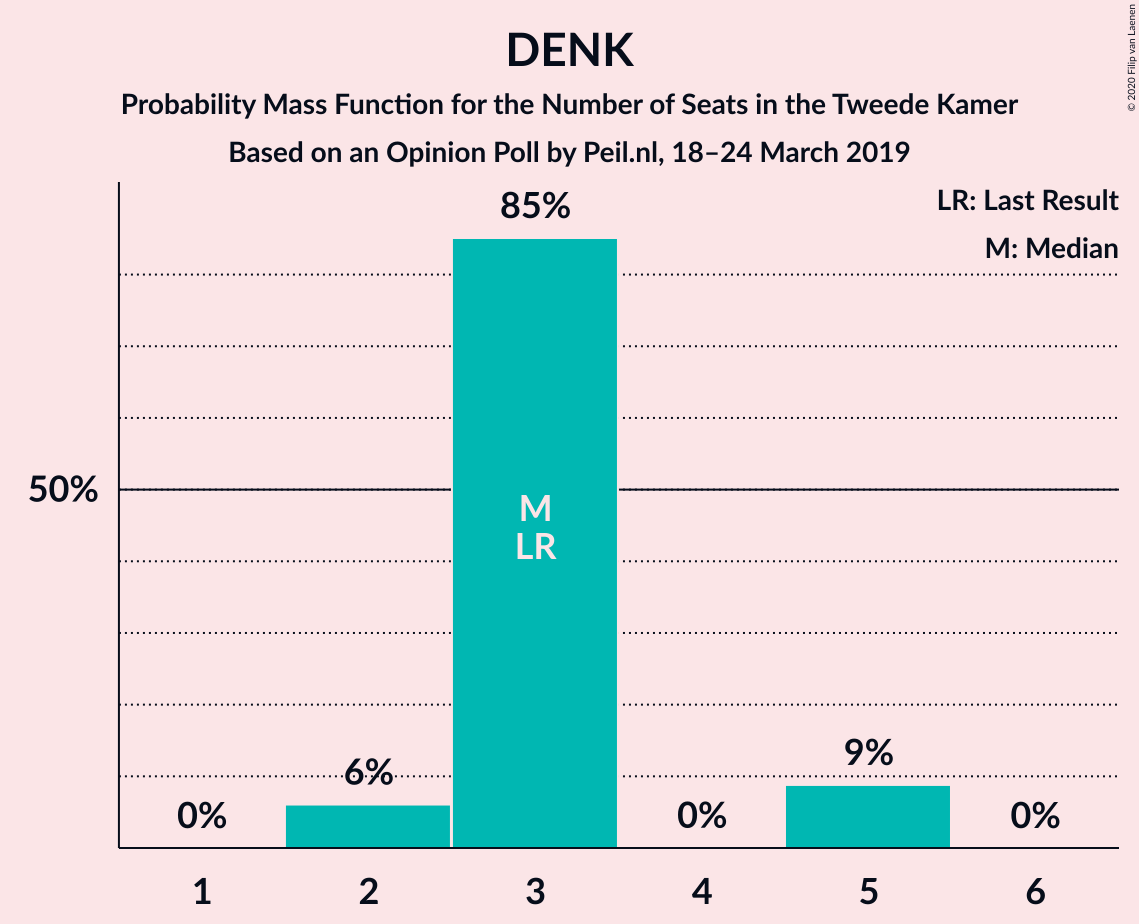 DENK
Probability Mass Function for the Number of Seats in the Tweede Kamer
Based on an Opinion Poll by Peil.nl, 18–24 March 2019
© 2020 Filip van Laenen
LR: Last Result
M: Median
85%
50%
M
LR
9%
6%
0%
0%
0%
1 2 3 4 5 6